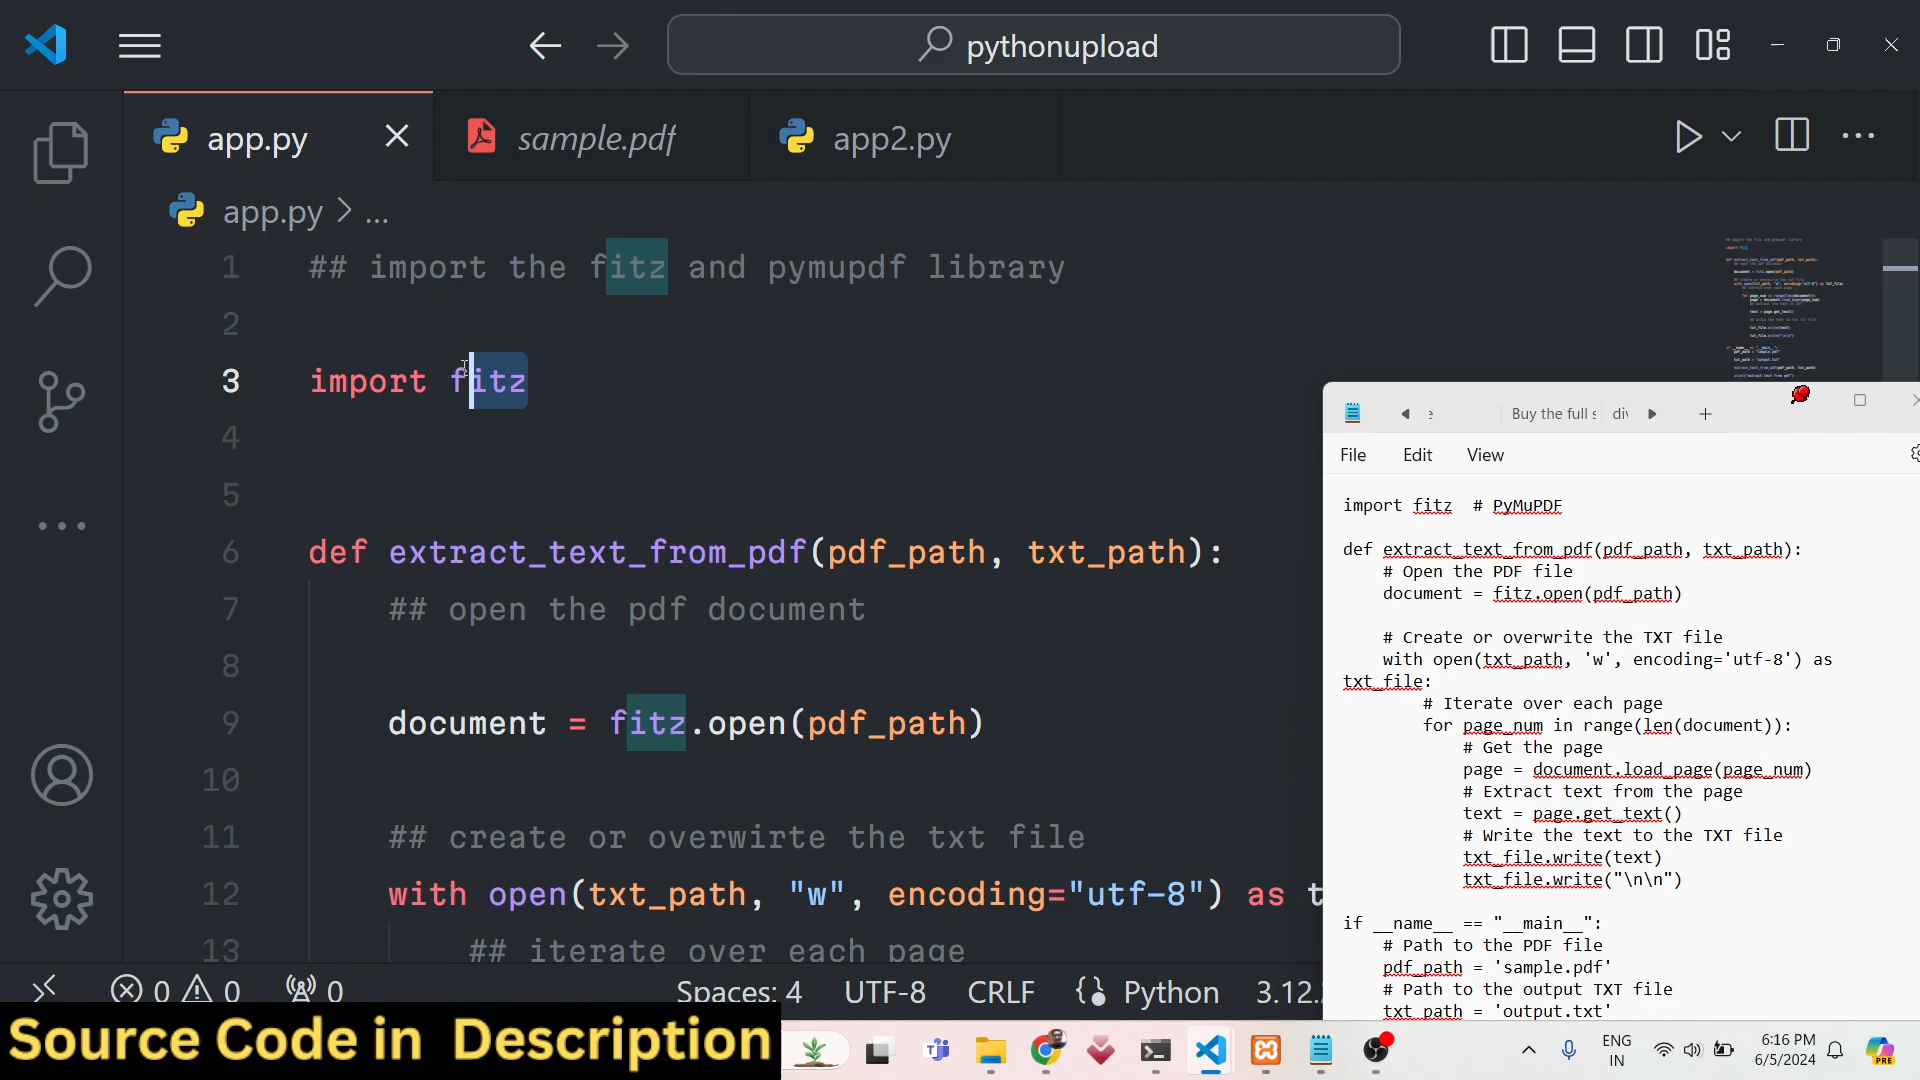 pythonupload
app.py
sample.pdf
app2.py
app.py > ...
1 ## import the fitz and pymupdf library
2
3 import fitz
4
5
6 def extract_text_from_pdf(pdf_path, txt_path):
7 ## open the pdf document
8
9 document = fitz.open(pdf_path)
10
11 ## create or overwirte the txt file
12 with open(txt_path, "w", encoding="utf-8") as t
13 ## iterate over each page
Buy the full s
div
File Edit View
import fitz # PyMuPDF
def extract_text_from_pdf(pdf_path, txt_path):
# Open the PDF file
document = fitz.open(pdf_path)
# Create or overwrite the TXT file
with open(txt_path, 'w', encoding='utf-8') as
txt_file:
# Iterate over each page
for page_num in range(len(document)):
# Get the page
page = document.load_page(page_num)
# Extract text from the page
text = page.get_text()
# Write the text to the TXT file
txt_file.write(text)
txt_file.write("\n\n")
if __name__ == "__main__":
# Path to the PDF file
pdf_path = 'sample.pdf'
# Path to the output TXT file
txt_path = 'output.txt'
0 0 0 Spaces: 4 UTF-8 CRLF Python 3.12.
Source Code in Description
ENG
IN
6:16 PM
6/5/2024
PRE